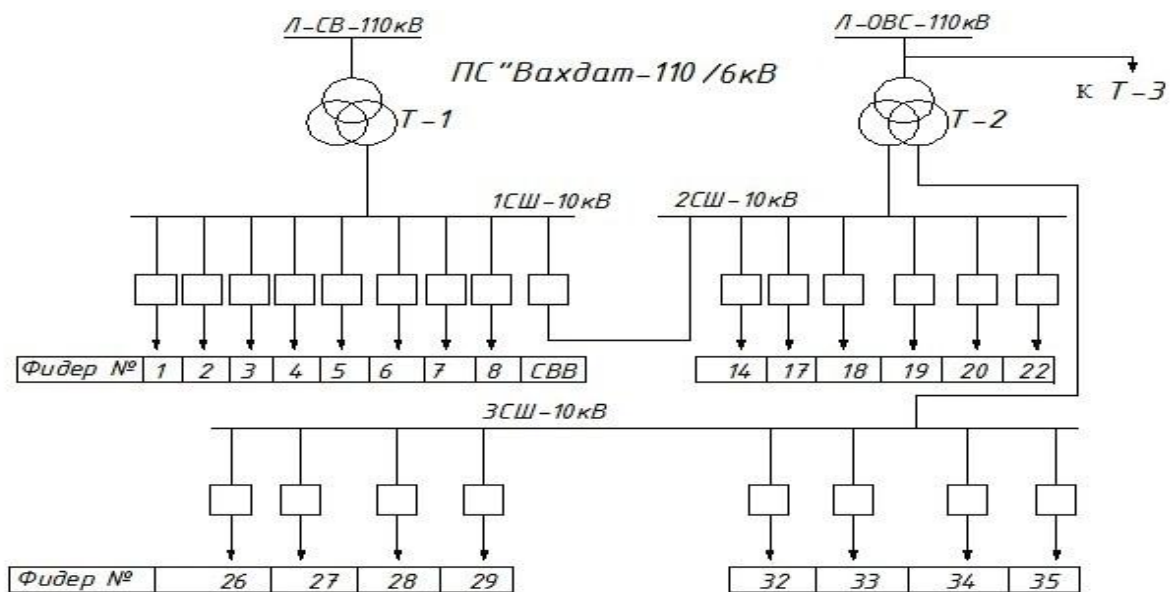 Л-СВ-110кВ
Л-ОВС-110кВ
ПС"Вахдат-110/6кВ
к Т-3
Т-1
Т-2
1СШ-10кВ
2СШ-10кВ
Фидер № 1 2 3 4 5 6 7 8 СВВ
14 17 18 19 20 22
3СШ-10кВ
Фидер № 26 27 28 29
32 33 34 35